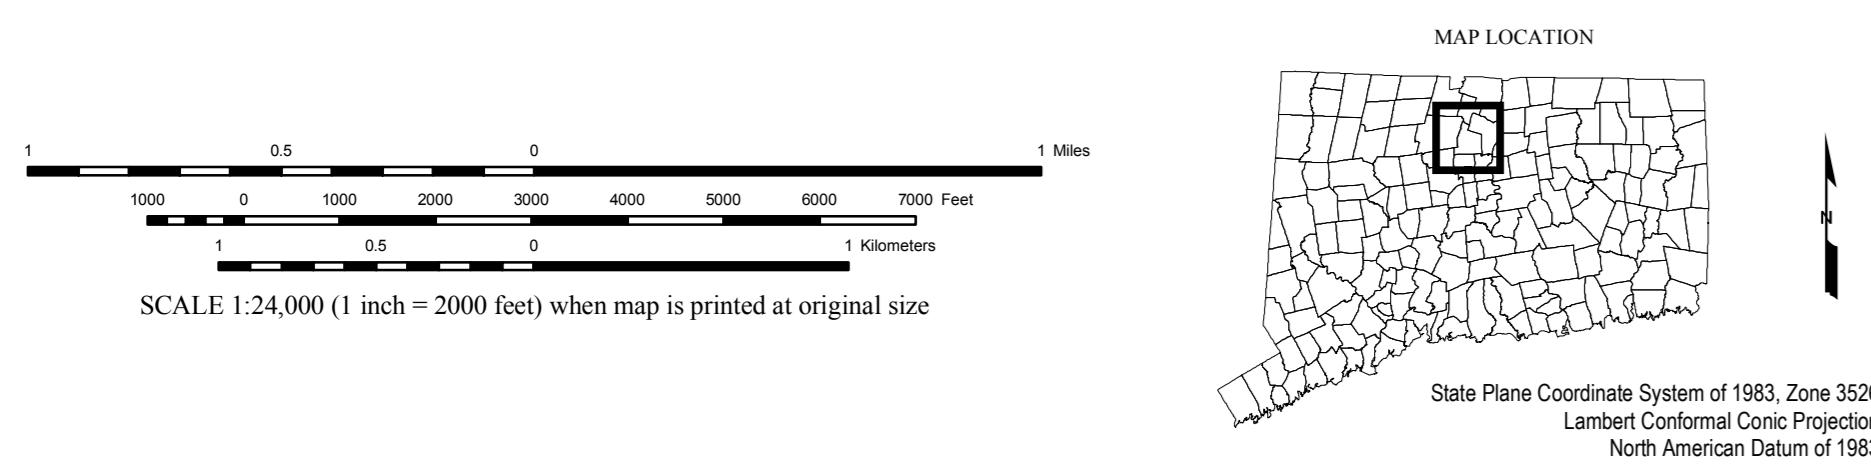 1 0.5 0 1 Miles
1000 0 1000 2000 3000 4000 5000 6000 7000 Feet
1 0.5 0 1 Kilometers
SCALE 1:24,000 (1 inch = 2000 feet) when map is printed at original size
MAP LOCATION
N
State Plane Coordinate System of 1983, Zone 3526
Lambert Conformal Conic Projection
North American Datum of 1983